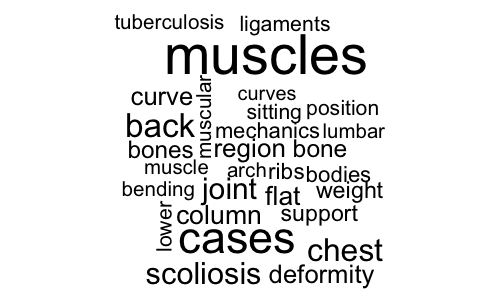 tuberculosis ligaments
muscles
curve muscular curves
sitting position
back mechanics lumbar
bones region bone
muscle arch ribs bodies
bending joint flat weight
lower column support
cases chest
scoliosis deformity